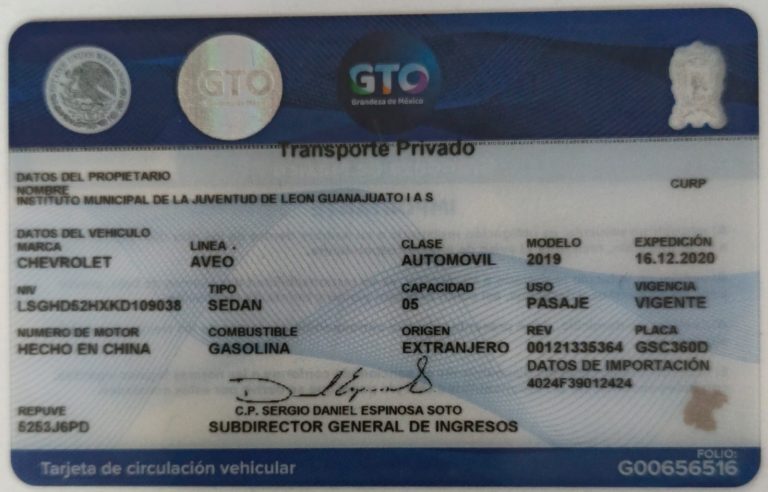 GTO
GTO
Grandeza de México
Transporte Privado
DATOS DEL PROPIETARIO
NOMBRE CURP
INSTITUTO MUNICIPAL DE LA JUVENTUD DE LEON GUANAJUATO I A S
DATOS DEL VEHICULO
MARCA LINEA . CLASE MODELO EXPEDICIÓN
CHEVROLET AVEO AUTOMOVIL 2019 16.12.2020
NIV TIPO CAPACIDAD USO VIGENCIA
LSGHD52HXKD109038 SEDAN 05 PASAJE VIGENTE
NUMERO DE MOTOR COMBUSTIBLE ORIGEN REV PLACA
HECHO EN CHINA GASOLINA EXTRANJERO 00121335364 GSC360D
DATOS DE IMPORTACIÓN
4024F39012424
C.P. SERGIO DANIEL ESPINOSA SOTO
REPUVE
5253J6PD SUBDIRECTOR GENERAL DE INGRESOS
FOLIO:
Tarjeta de circulación vehicular G00656516